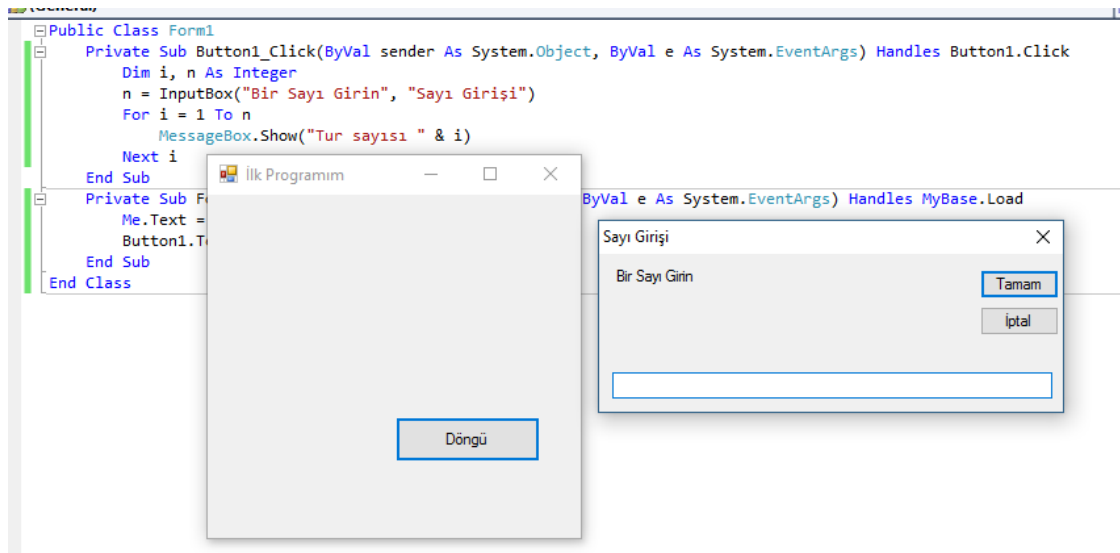 Public Class Form1
Private Sub Button1_Click(ByVal sender As System.Object, ByVal e As System.EventArgs) Handles Button1.Click
Dim i, n As Integer
n = InputBox("Bir Sayı Girin", "Sayı Girişi")
For i = 1 To n
MessageBox.Show("Tur sayısı " & i)
Next i
End Sub
Private Sub F ByVal e As System.EventArgs) Handles MyBase.Load
Me.Text =
Button1.T
End Sub
End Class
İlk Programım
Döngü
Sayı Girişi
Bir Sayı Girin
Tamam
İptal